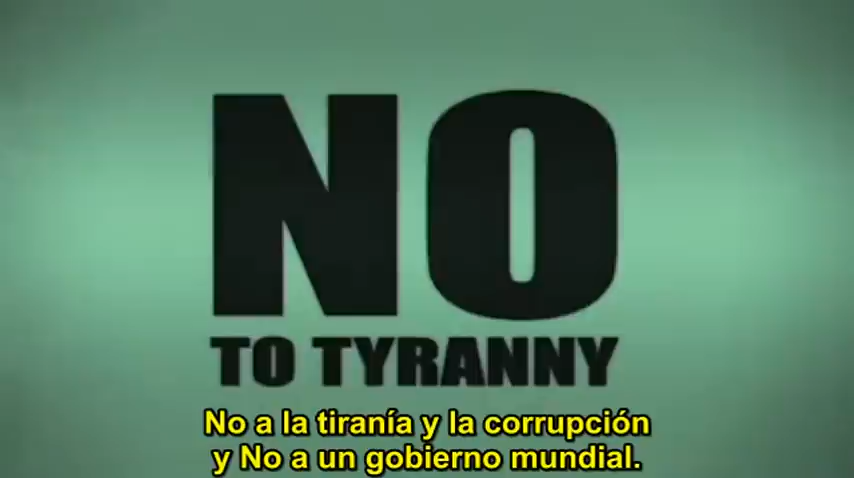 NO
TO TYRANNY
No a la tiranía y la corrupción
y No a un gobierno mundial.